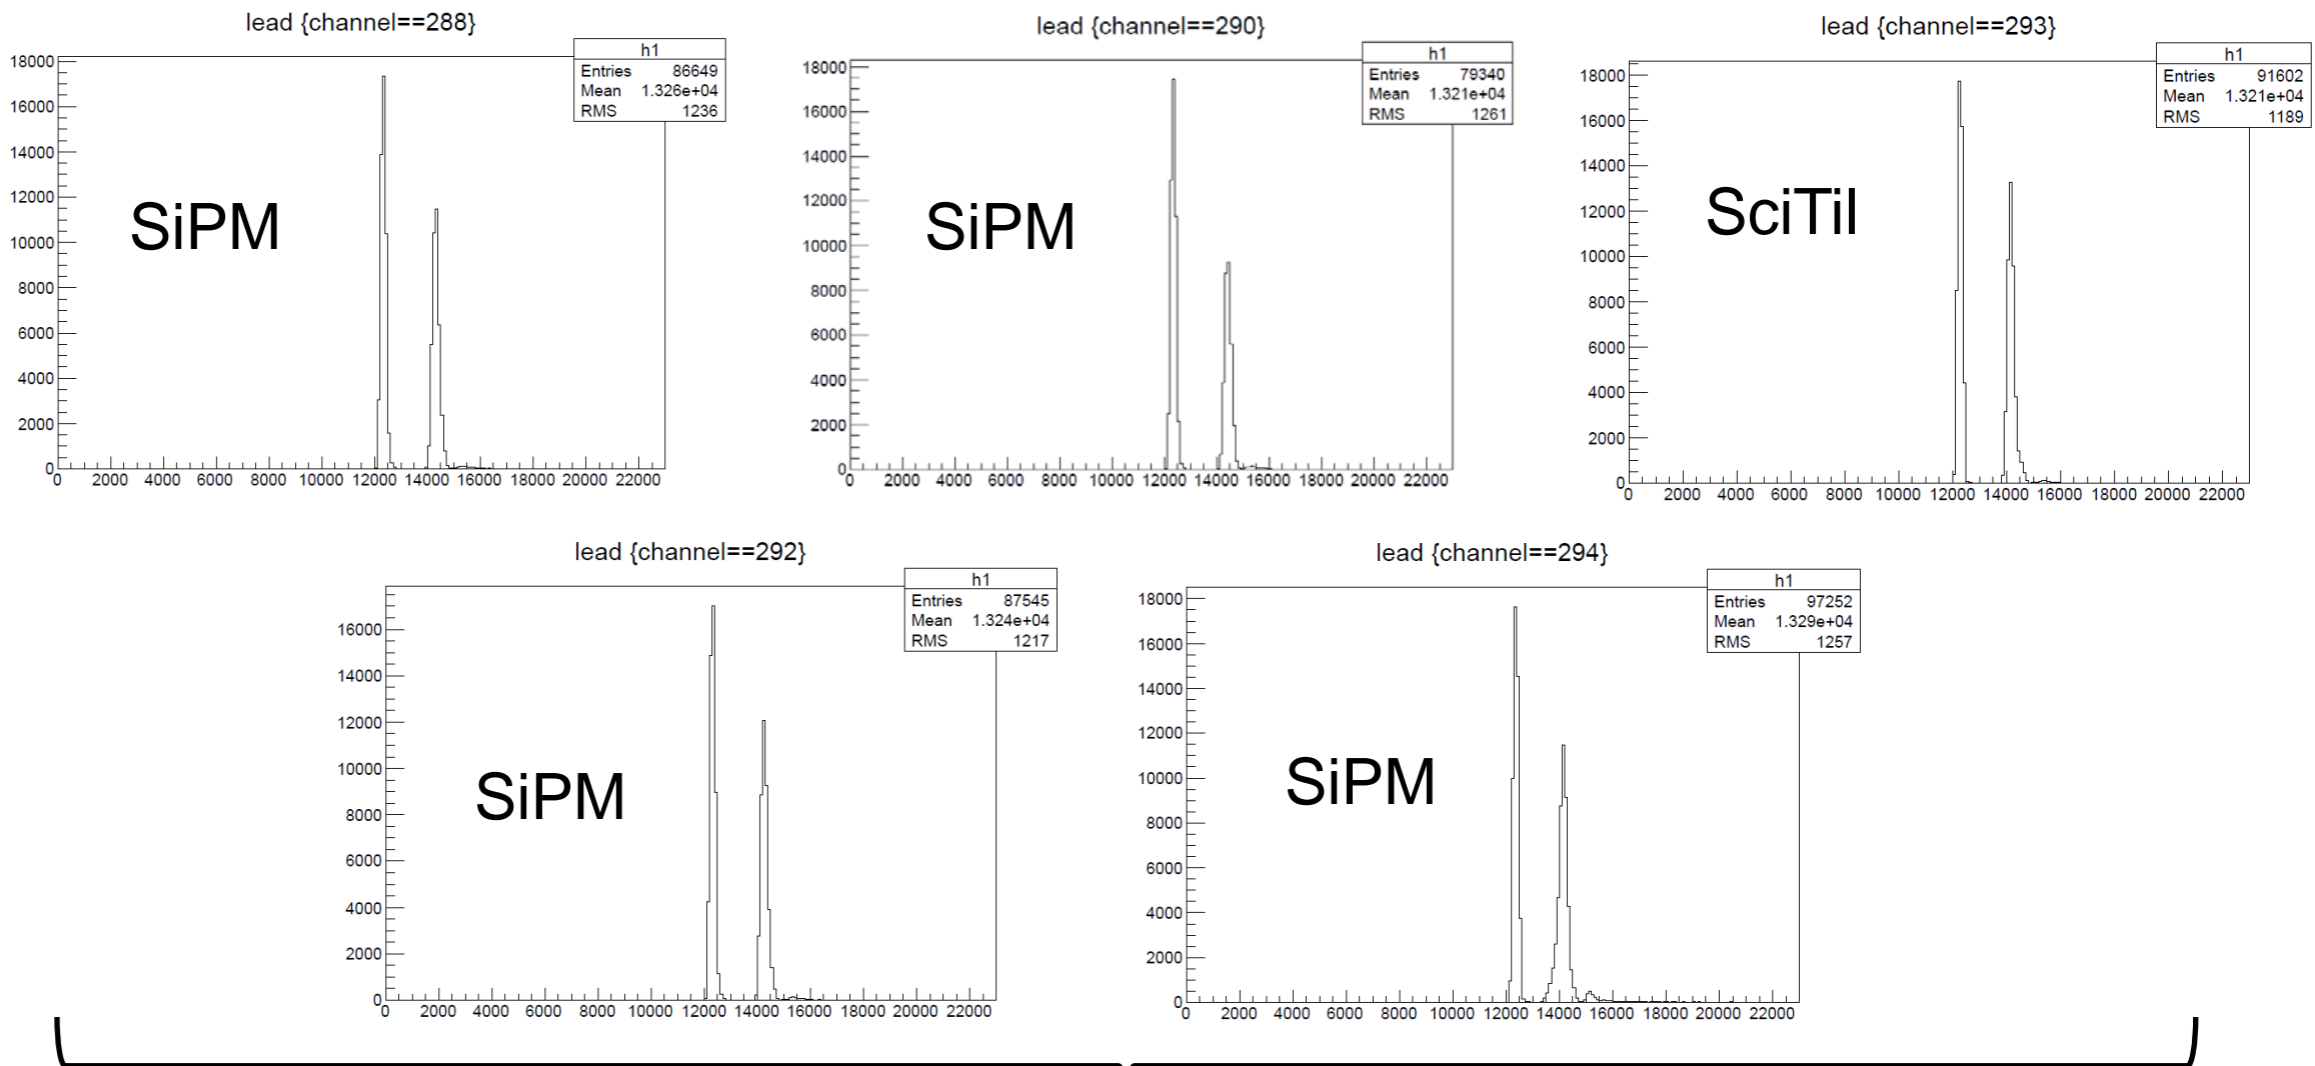 lead {channel==288}
h1
Entries 86649
Mean 1.326e+04
RMS 1236
18000
16000
14000
12000
10000
8000
6000
4000
2000
0
SiPM
0 2000 4000 6000 8000 10000 12000 14000 16000 18000 20000 22000
lead {channel==290}
h1
Entries 79340
Mean 1.321e+04
RMS 1261
18000
16000
14000
12000
10000
8000
6000
4000
2000
0
SiPM
0 2000 4000 6000 8000 10000 12000 14000 16000 18000 20000 22000
lead {channel==293}
h1
Entries 91602
Mean 1.321e+04
RMS 1189
18000
16000
14000
12000
10000
8000
6000
4000
2000
0
SciTil
0 2000 4000 6000 8000 10000 12000 14000 16000 18000 20000 22000
lead {channel==292}
h1
Entries 87545
Mean 1.324e+04
RMS 1217
16000
14000
12000
10000
8000
6000
4000
2000
0
SiPM
0 2000 4000 6000 8000 10000 12000 14000 16000 18000 20000 22000
lead {channel==294}
h1
Entries 97252
Mean 1.329e+04
RMS 1257
18000
16000
14000
12000
10000
8000
6000
4000
2000
0
SiPM
0 2000 4000 6000 8000 10000 12000 14000 16000 18000 20000 22000